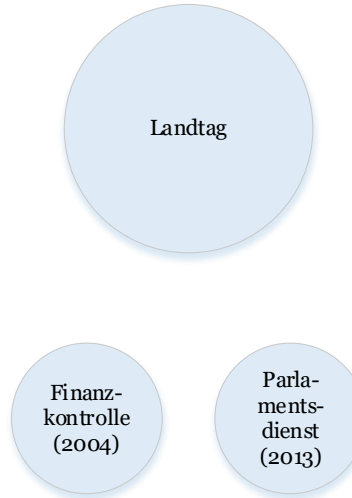 Landtag
Finanz-
kontrolle
(2004)
Parla-
ments-
dienst
(2013)